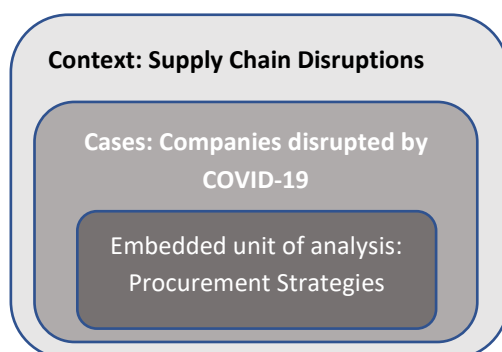 Context: Supply Chain Disruptions
Cases: Companies disrupted by
COVID-19
Embedded unit of analysis:
Procurement Strategies